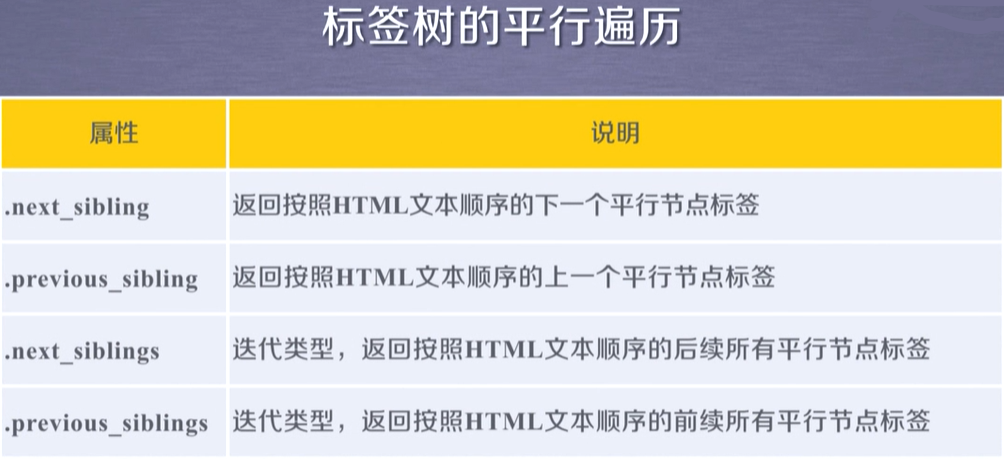 标签树的平行遍历
属性 说明
.next_sibling 返回按照HTML文本顺序的下一个平行节点标签
.previous_sibling 返回按照HTML文本顺序的上一个平行节点标签
.next_siblings 迭代类型，返回按照HTML文本顺序的后续所有平行节点标签
.previous_siblings 迭代类型，返回按照HTML文本顺序的前续所有平行节点标签